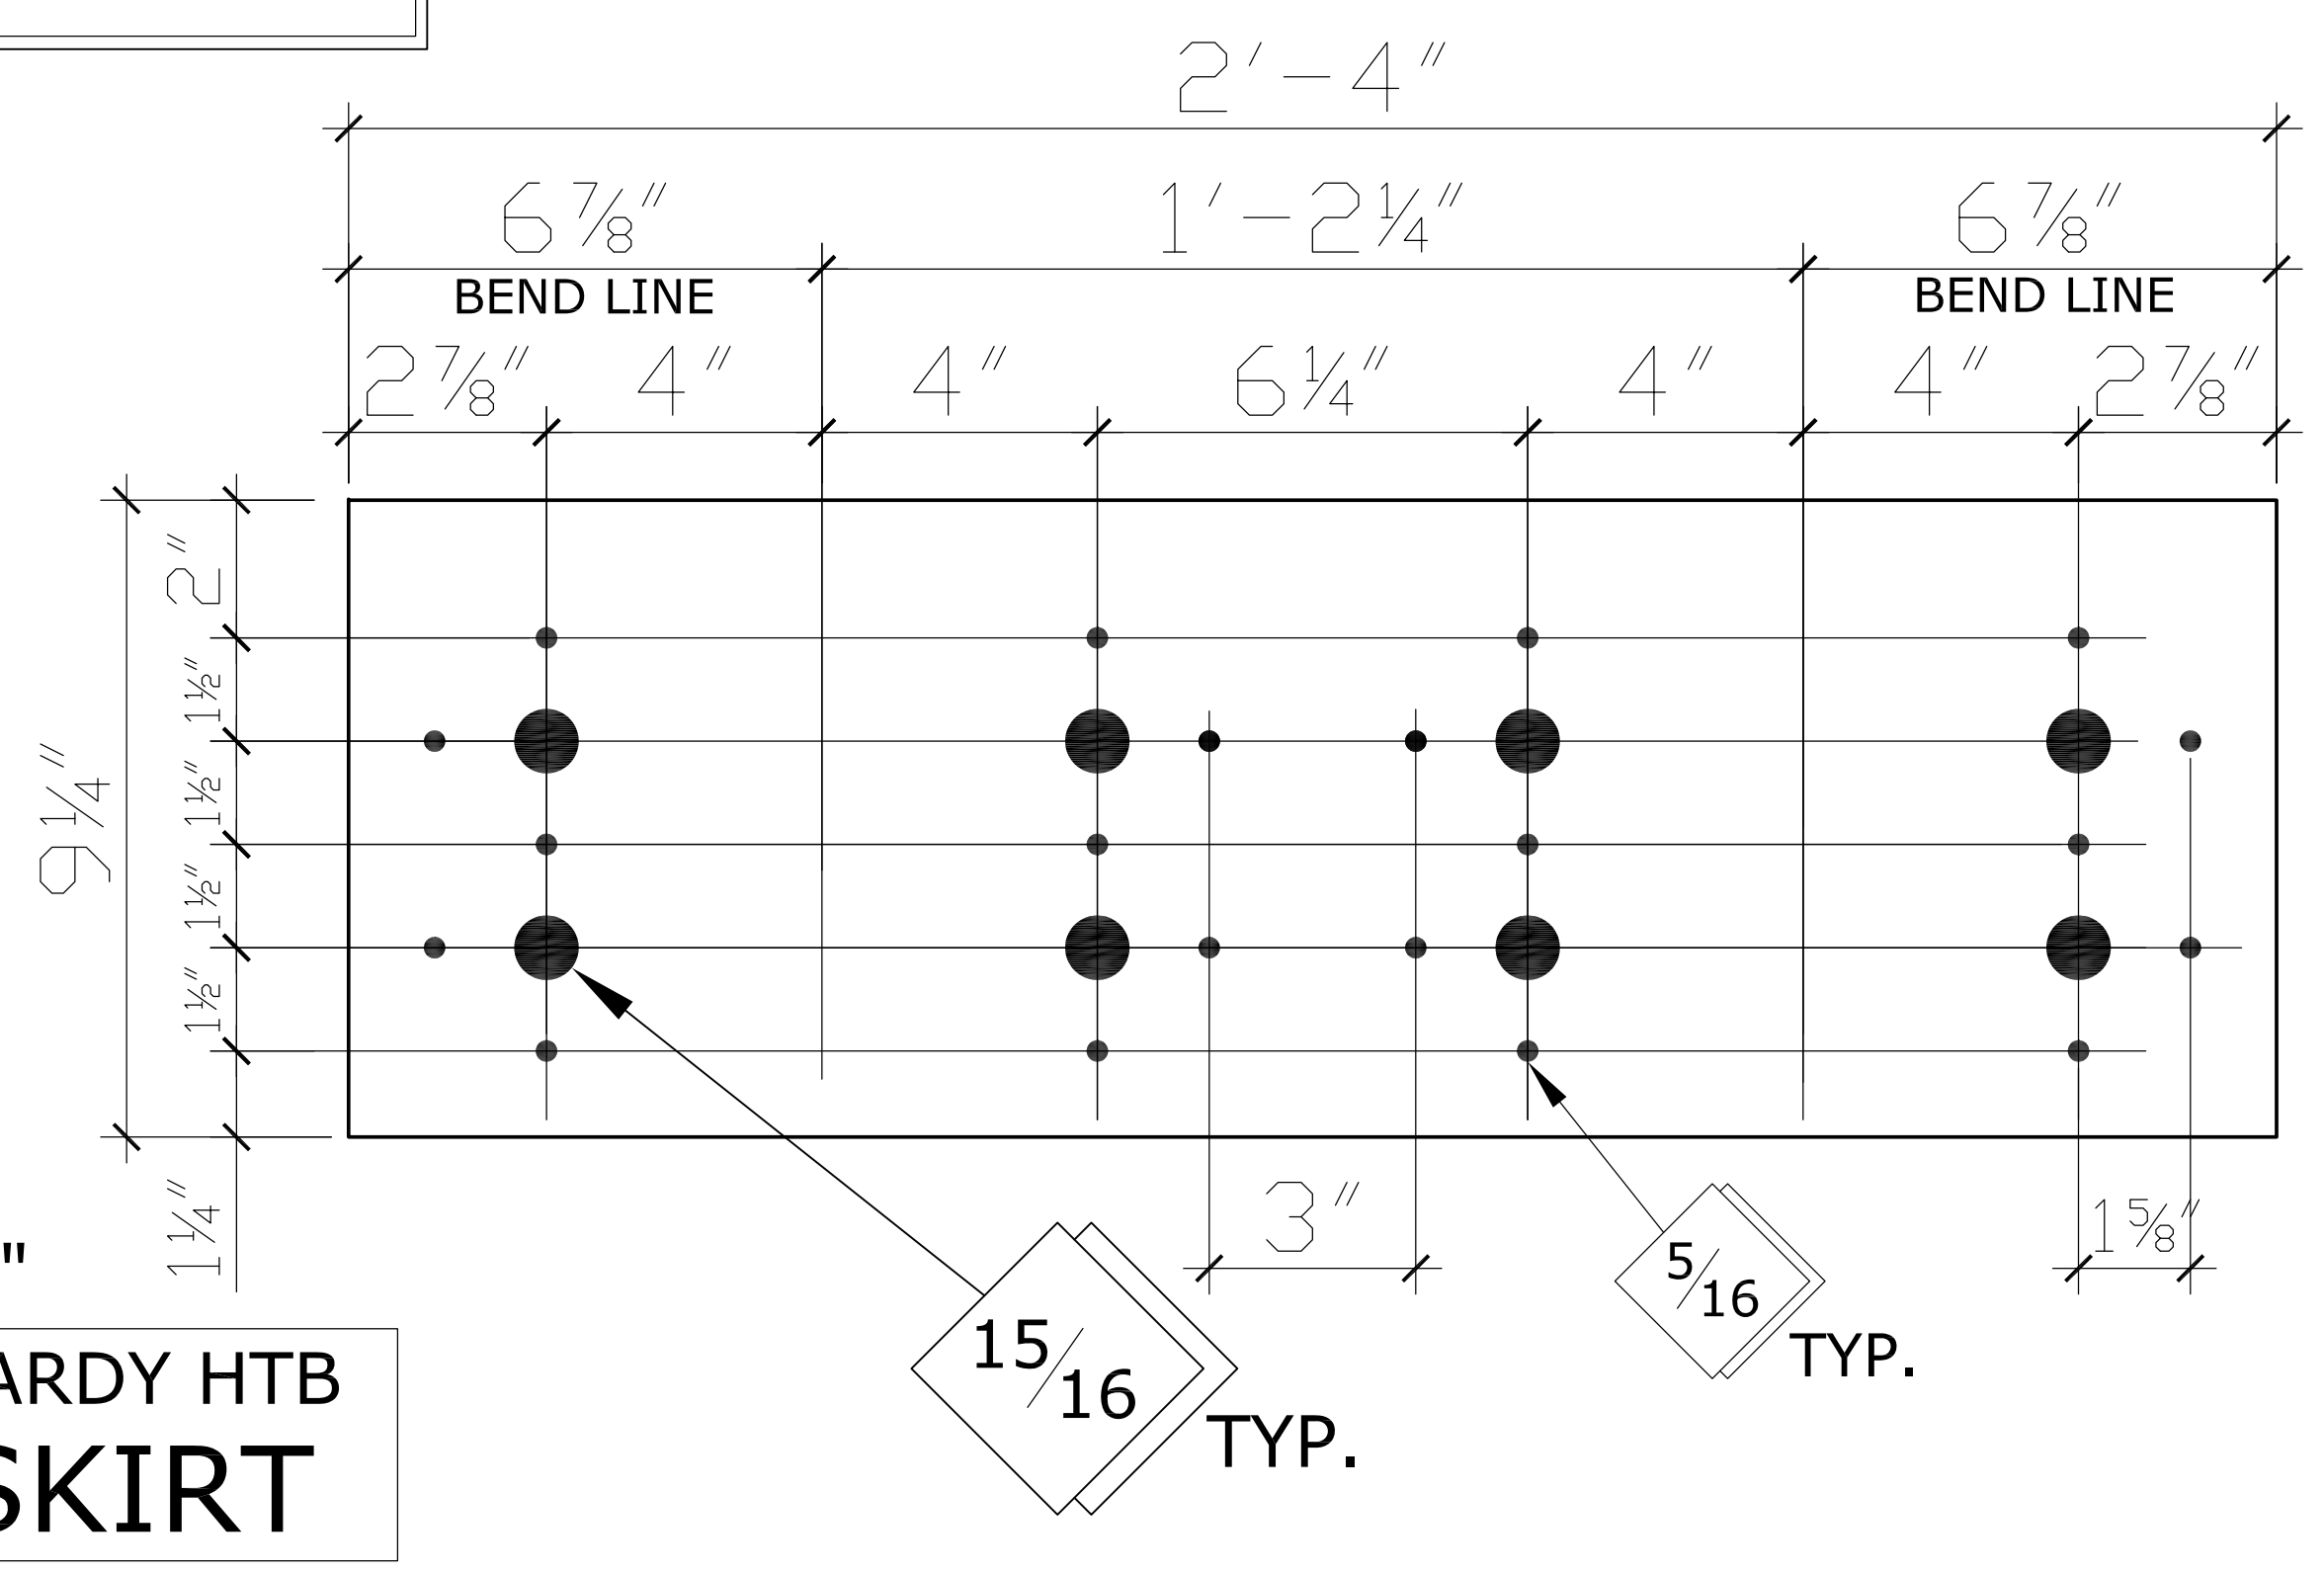 2'-4"
6 7/8" 1'-2 1/4" 6 7/8"
BEND LINE BEND LINE
2 7/8" 4" 4" 6 1/4" 4" 4" 2 7/8"
2"
1 1/2"
1 1/2"
1 1/2"
1 1/2"
9 1/4"
1 1/4"
3"
1 5/8"
5/16
TYP.
15/16
TYP.
"
ARDY HTB
SKIRT